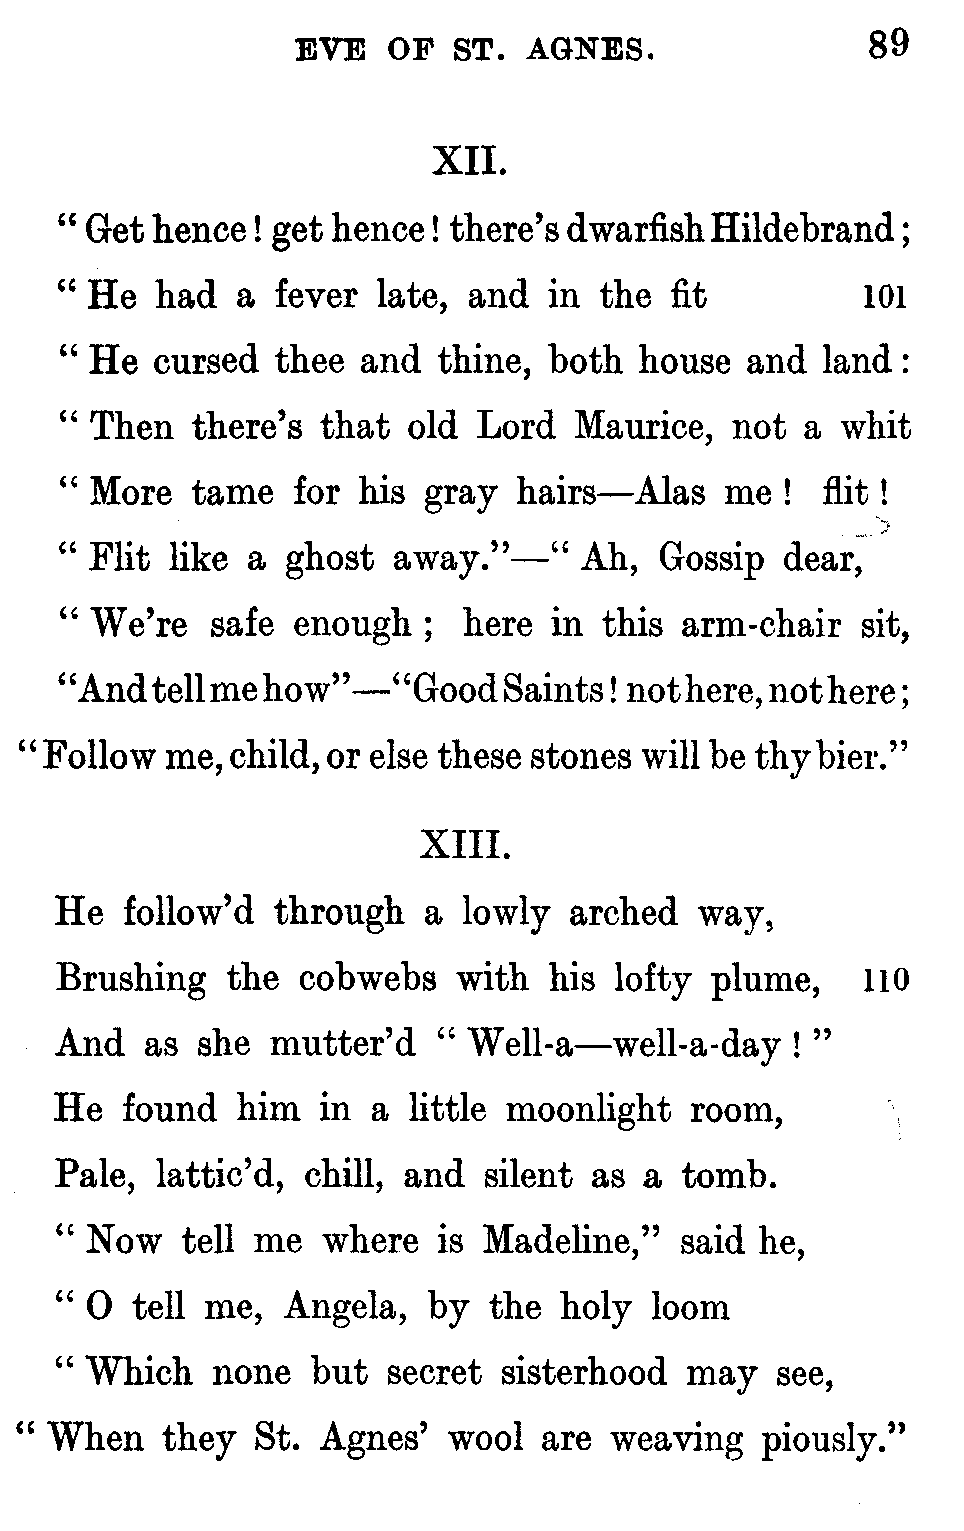 EVE OF ST. AGNES. 89
XII.
“ Get hence ! get hence ! there’s dwarfish Hildebrand ;
“ He had a fever late, and in the fit 101
“ He cursed thee and thine, both house and land :
“ Then there’s that old Lord Maurice, not a whit
“ More tame for his gray hairs—Alas me ! flit !
“ Flit like a ghost away.”—“ Ah, Gossip dear,
“ We’re safe enough ; here in this arm-chair sit,
“And tell me how”—“Good Saints ! not here, not here ;
“Follow me, child, or else these stones will be thy bier.”
XIII.
He follow’d through a lowly arched way,
Brushing the cobwebs with his lofty plume, 110
And as she mutter’d “ Well-a—well-a-day ! ”
He found him in a little moonlight room,
Pale, lattic’d, chill, and silent as a tomb.
“ Now tell me where is Madeline,” said he,
“ O tell me, Angela, by the holy loom
“ Which none but secret sisterhood may see,
“ When they St. Agnes’ wool are weaving piously.”